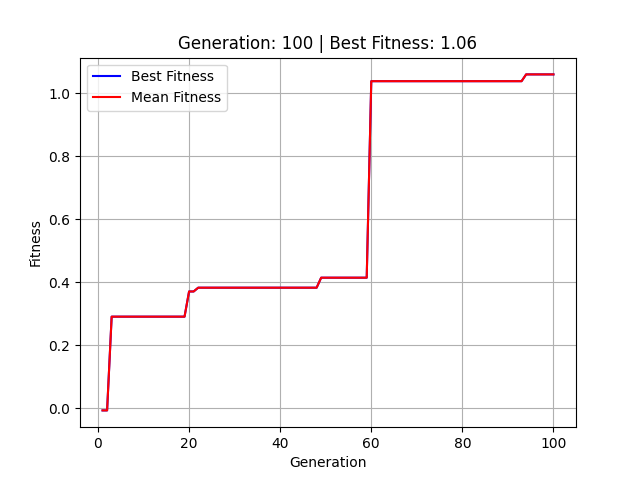 Generation: 100 | Best Fitness: 1.06
Best Fitness
Mean Fitness
Fitness
1.0
0.8
0.6
0.4
0.2
0.0
0 20 40 60 80 100
Generation